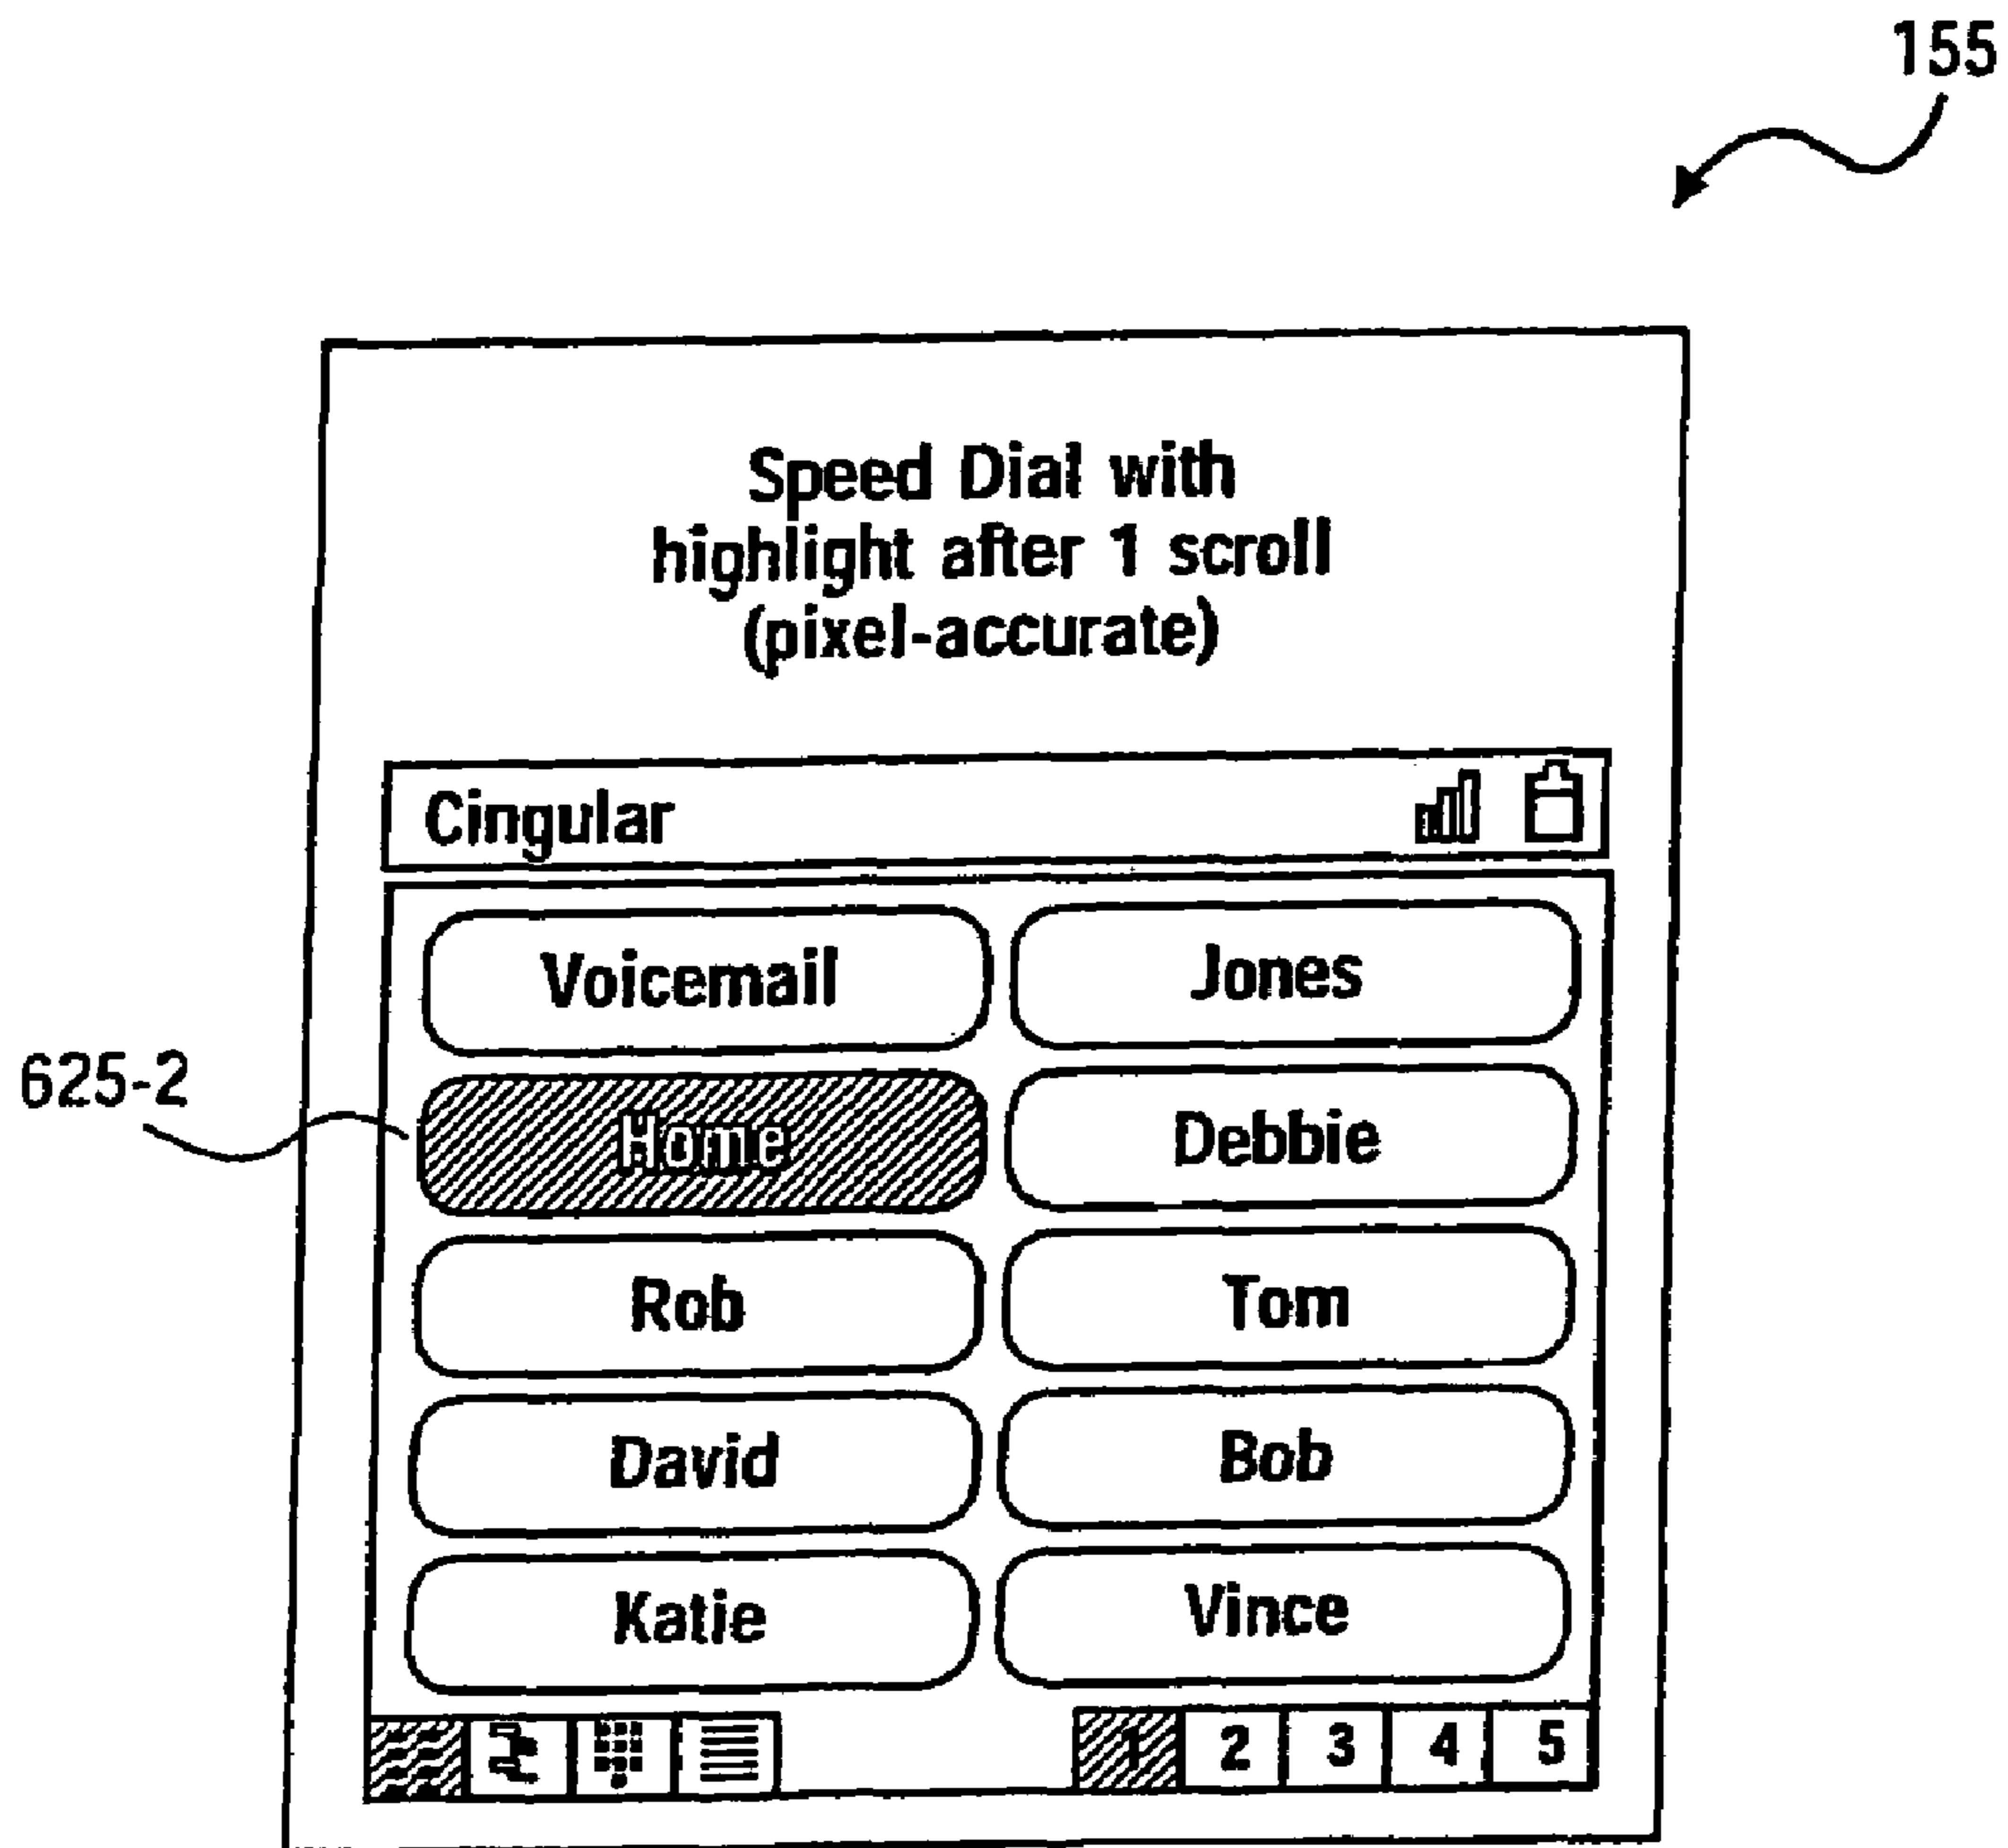 155
Speed Dial with
highlight after 1 scroll
(pixel-accurate)
Cingular
Voicemail Jones
625-2
Home Debbie
Rob Tom
David Bob
Katie Vince
1 2 3 4 5